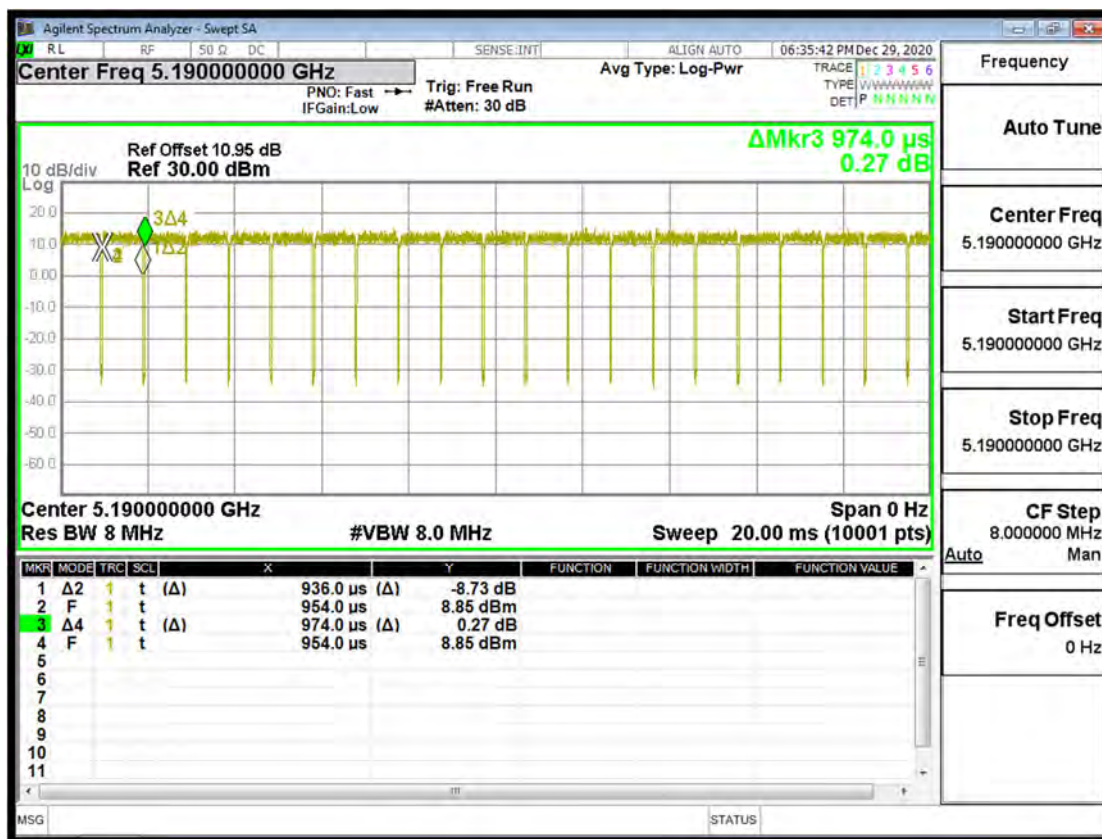 Agilent Spectrum Analyzer - Swept SA
RL RF 50 Ω DC SENSE:INT ALIGN AUTO 06:35:42 PM Dec 29, 2020
Center Freq 5.190000000 GHz
PNO: Fast
IFGain:Low
Trig: Free Run
#Atten: 30 dB
Avg Type: Log-Pwr
TRACE 1 2 3 4 5 6
TYPE WWWWWW
DET P N N N N N
Ref Offset 10.95 dB
10 dB/div Ref 30.00 dBm
Log
ΔMkr3 974.0 µs
0.27 dB
20.0
10.0
0.00
-10.0
-20.0
-30.0
-40.0
-50.0
-60.0
3Δ4
1Δ2
Center 5.190000000 GHz Span 0 Hz
Res BW 8 MHz #VBW 8.0 MHz Sweep 20.00 ms (10001 pts)
MKR MODE TRC SCL X Y FUNCTION FUNCTION WIDTH FUNCTION VALUE
1 Δ2 1 t (Δ) 936.0 µs (Δ) -8.73 dB
2 F 1 t 954.0 µs 8.85 dBm
3 Δ4 1 t (Δ) 974.0 µs (Δ) 0.27 dB
4 F 1 t 954.0 µs 8.85 dBm
5
6
7
8
9
10
11
MSG STATUS
Frequency
Auto Tune
Center Freq
5.190000000 GHz
Start Freq
5.190000000 GHz
Stop Freq
5.190000000 GHz
CF Step
8.000000 MHz
Auto Man
Freq Offset
0 Hz